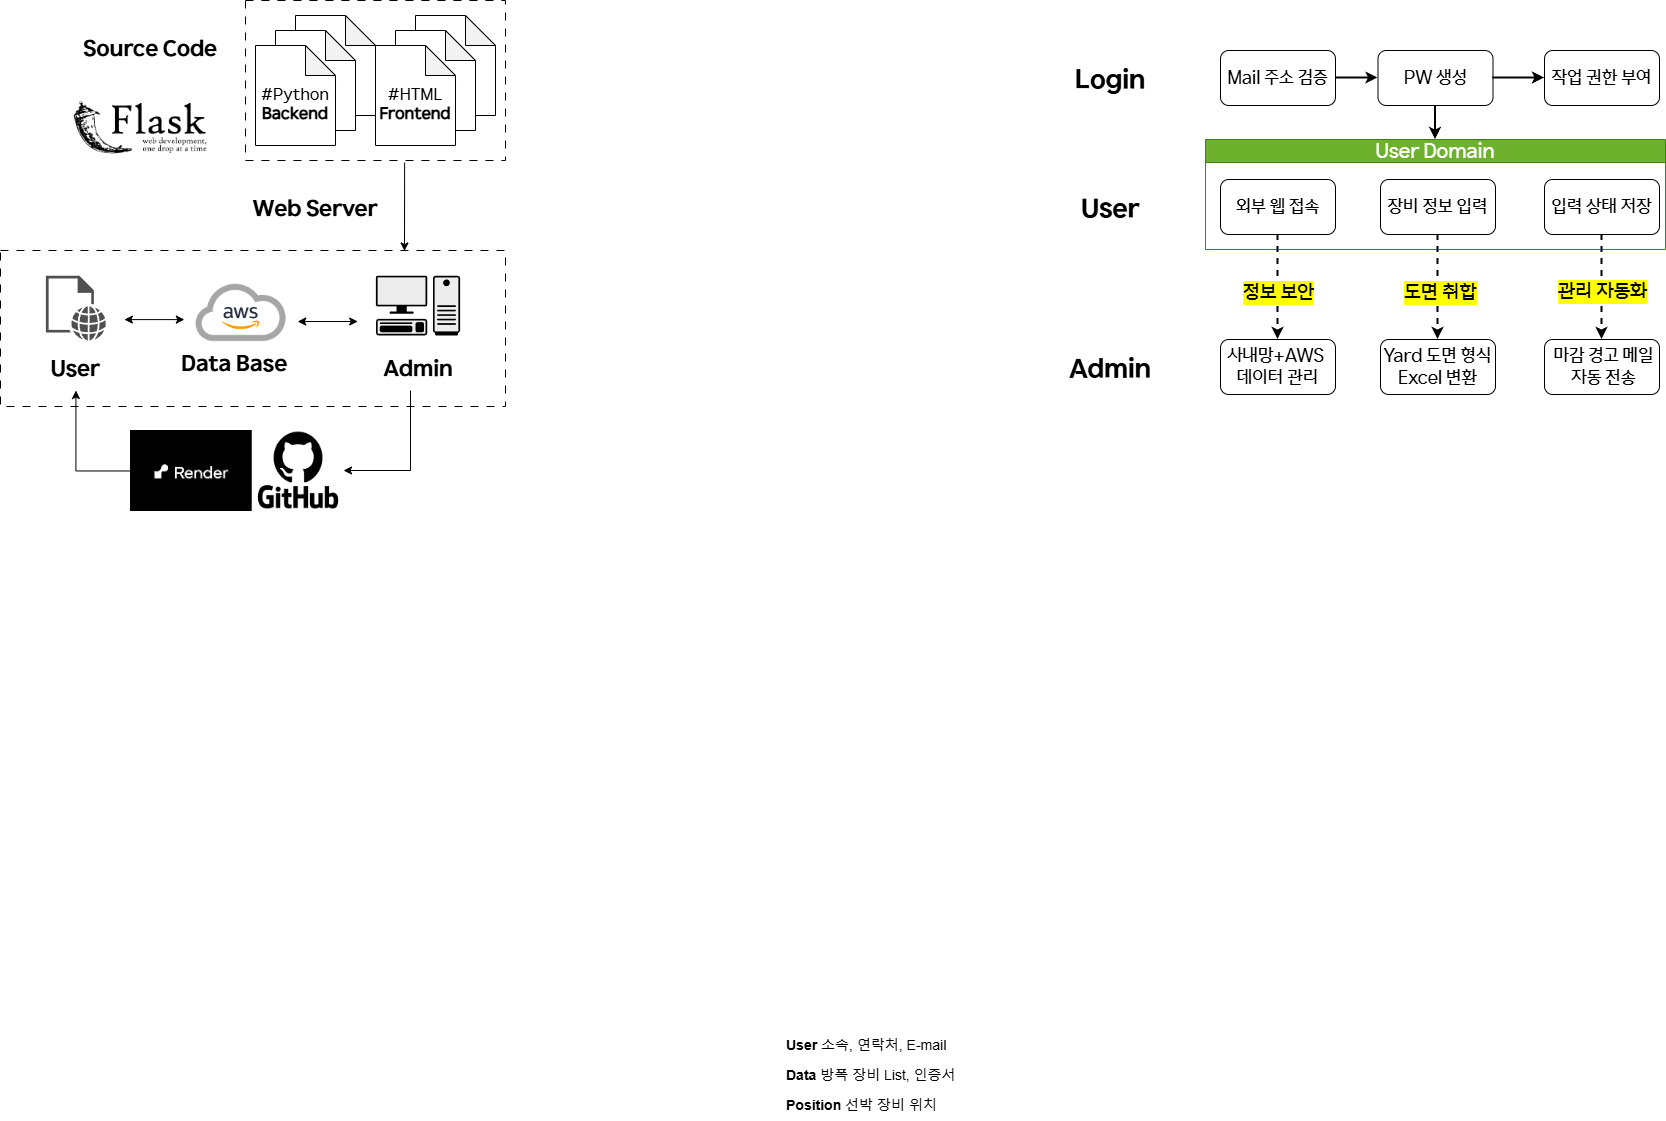 Source Code
#Python
Backend
#HTML
Frontend
Flask
web development,
one drop at a time
Web Server
aws
User
Data Base
Admin
Render
GitHub
Login
Mail 주소 검증
PW 생성
작업 권한 부여
User Domain
User
외부 웹 접속
장비 정보 입력
입력 상태 저장
정보 보안
도면 취합
관리 자동화
Admin
사내망+AWS
데이터 관리
Yard 도면 형식
Excel 변환
마감 경고 메일
자동 전송
User 소속, 연락처, E-mail
Data 방폭 장비 List, 인증서
Position 선박 장비 위치